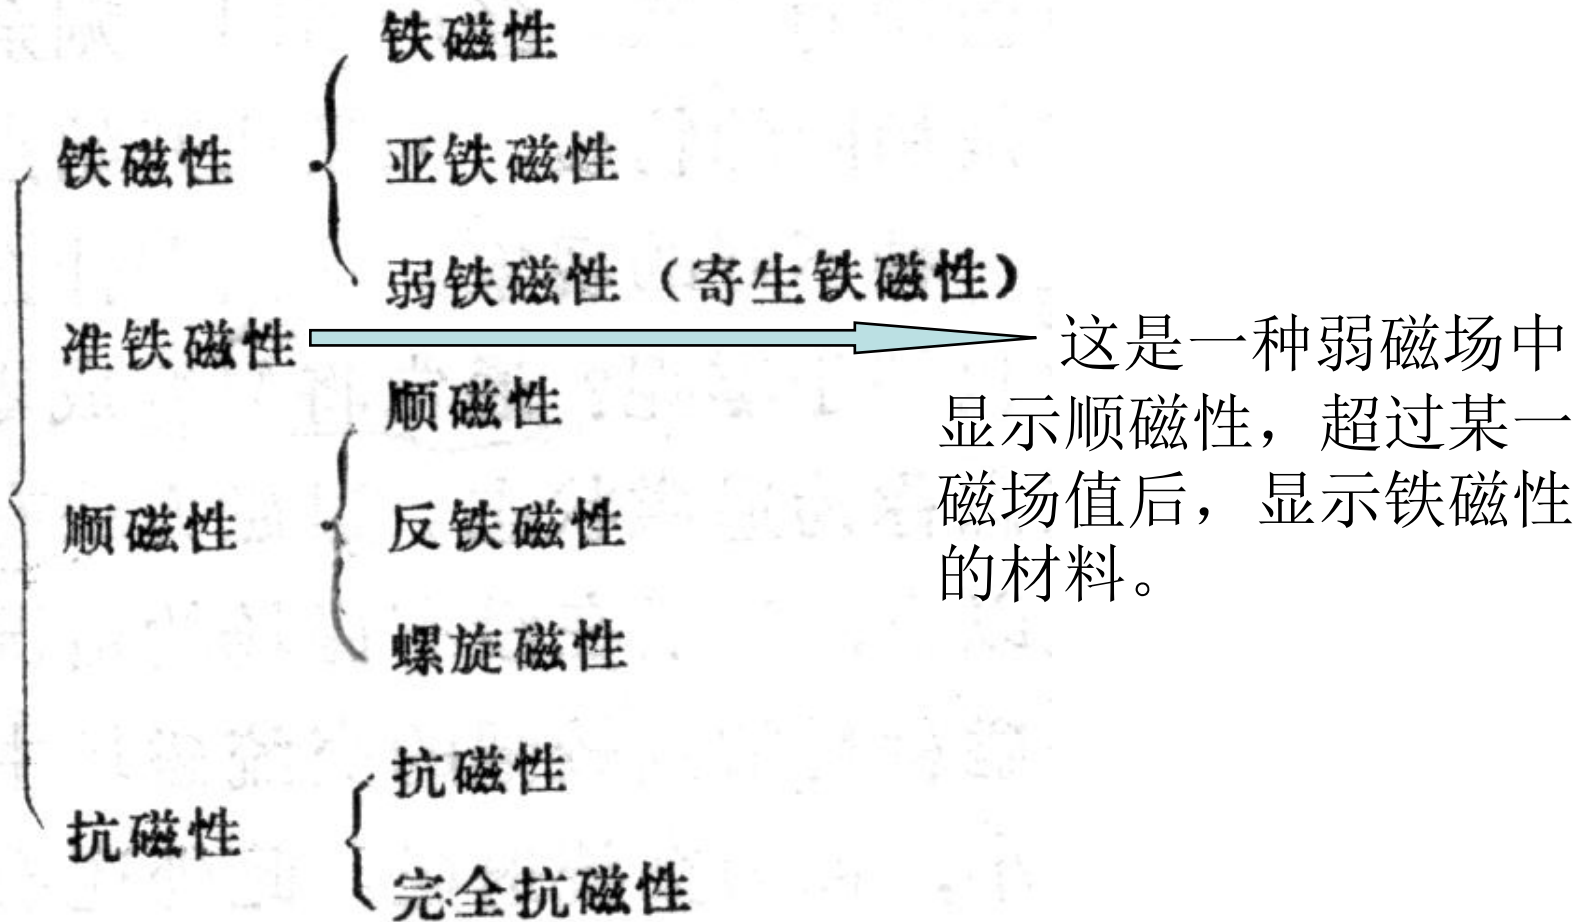 铁磁性
铁磁性
亚铁磁性
弱铁磁性（寄生铁磁性）
准铁磁性
这是一种弱磁场中
显示顺磁性，超过某一
磁场值后，显示铁磁性
的材料。
顺磁性
顺磁性
反铁磁性
螺旋磁性
抗磁性
抗磁性
完全抗磁性